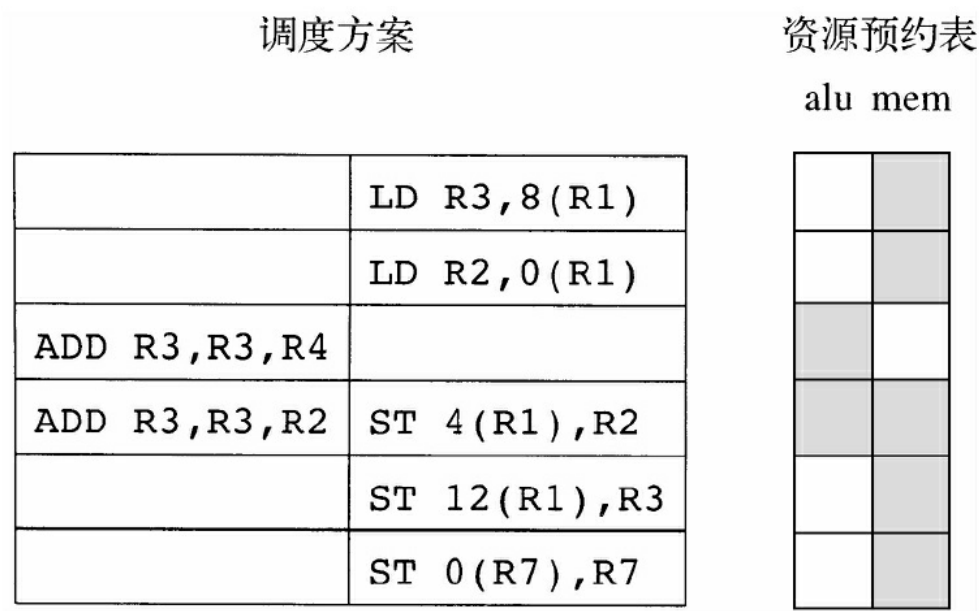 调度方案 资源预约表
alu mem
LD R3,8(R1)
LD R2,0(R1)
ADD R3,R3,R4
ADD R3,R3,R2 ST 4(R1),R2
ST 12(R1),R3
ST 0(R7),R7